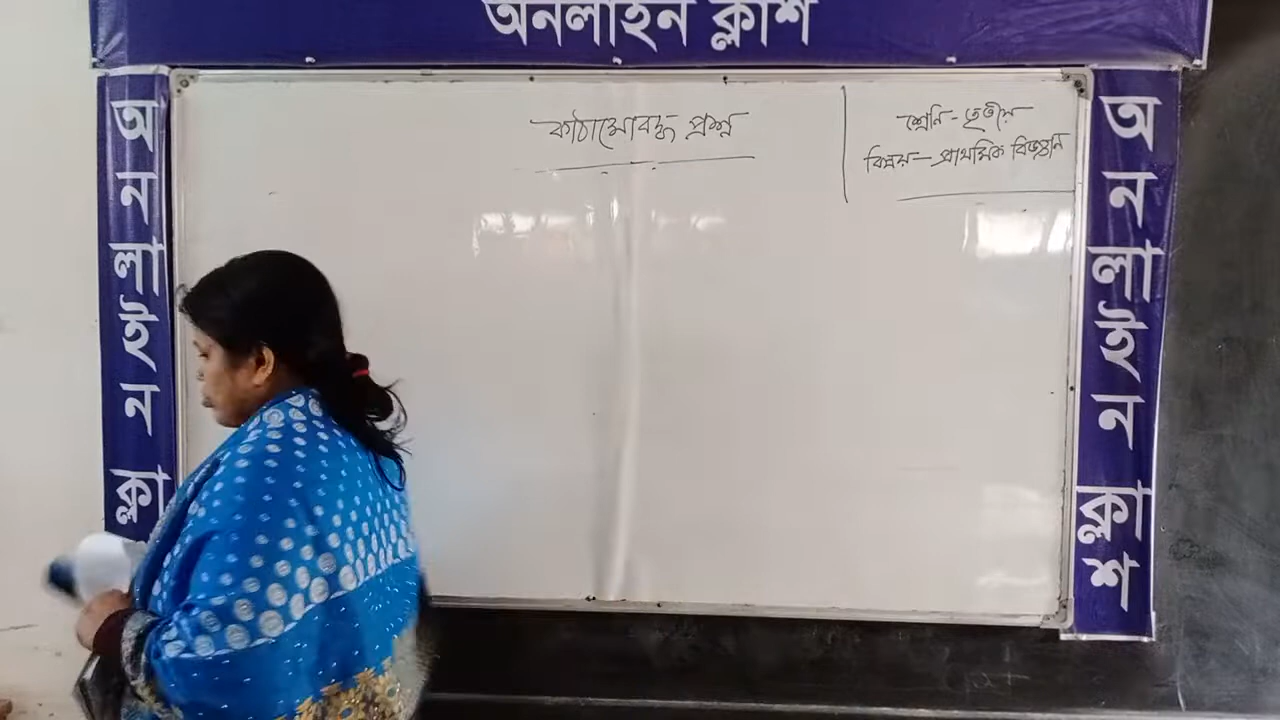 অনলাইন ক্লাশ
অনলাইন ক্লা
কাঠামোবদ্ধ প্রশ্ন
শ্রেণি - তৃতীয়
বিষয় - প্রাথমিক বিজ্ঞান
অনলাইন ক্লাশ